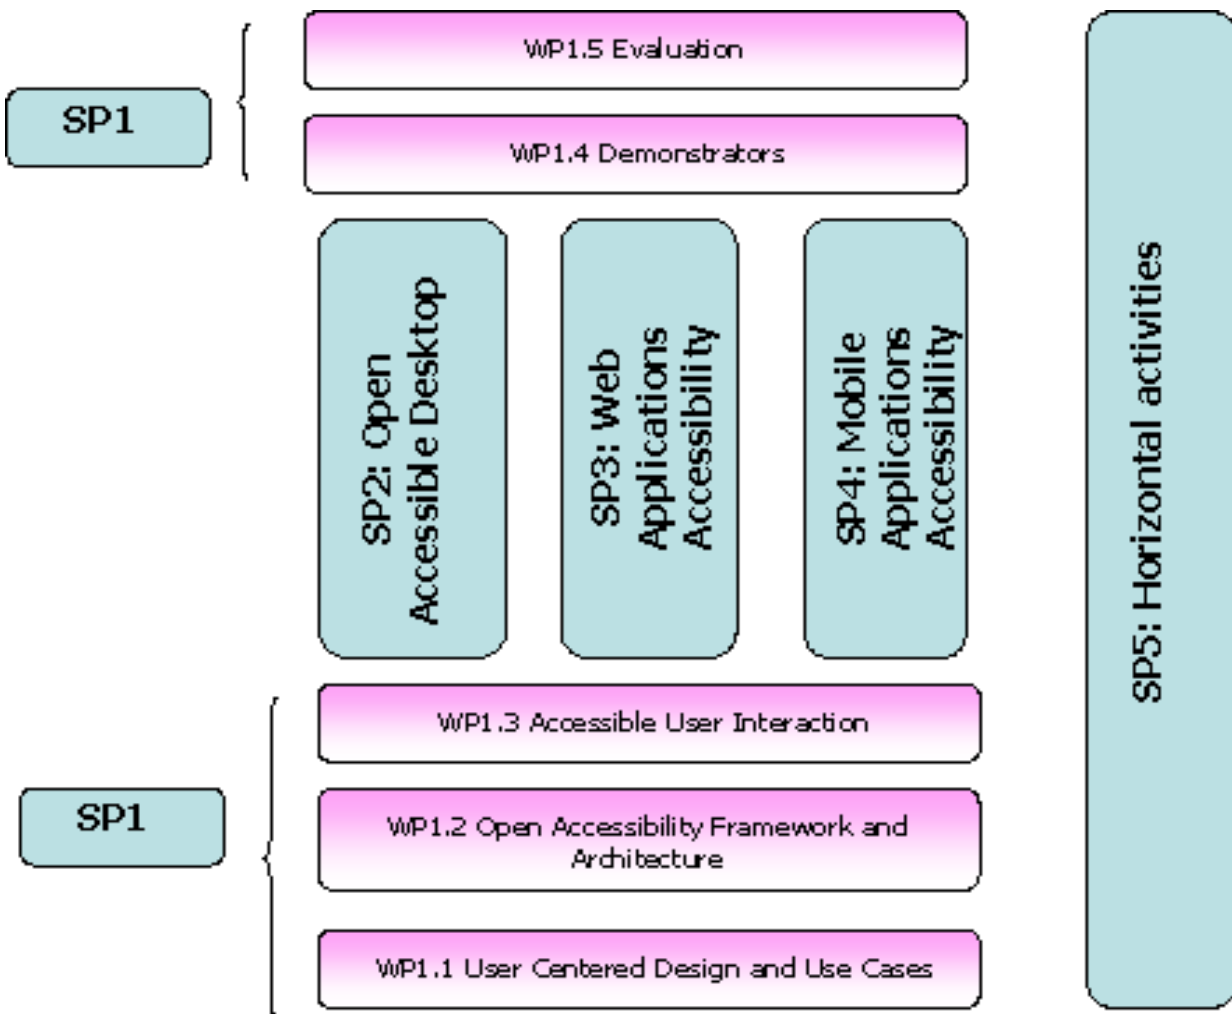 WP1.5 Evaluation
SP1
WP1.4 Demonstrators
SP2: Open
Accessible Desktop
SP3: Web
Applications
Accessibility
SP4: Mobile
Applications
Accessibility
SP5: Horizontal activities
WP1.3 Accessible User Interaction
SP1
WP1.2 Open Accessibility Framework and
Architecture
WP1.1 User Centered Design and Use Cases